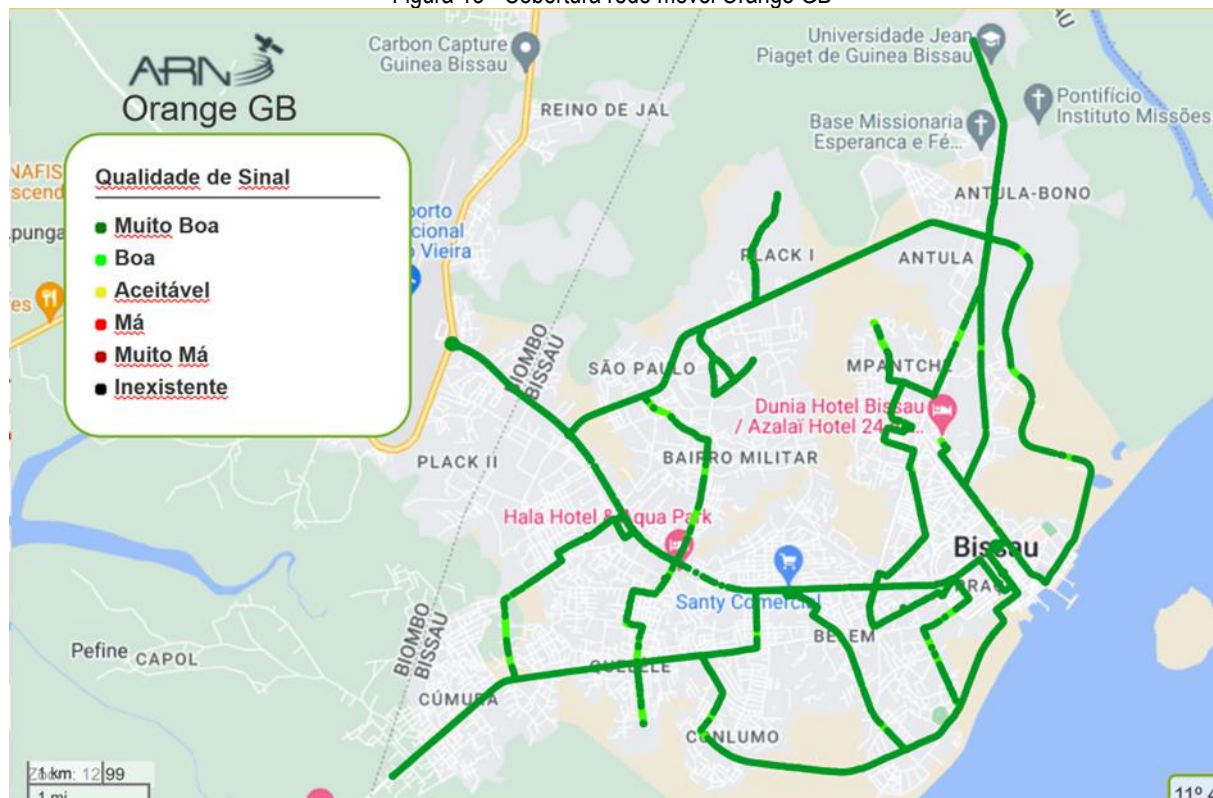 Figura 10 - Cobertura rede móvel Orange GB
ARN
Orange GB
Qualidade de Sinal
Muito Boa
Boa
Aceitável
Má
Muito Má
Inexistente
Carbon Capture
Guinea Bissau
REINO DE JAL
Universidade Jean
Piaget de Guinea Bissau
Pontifício
Instituto Missões
Base Missionaria
Esperanca e Fé...
ANTULA-BONO
PLACK I
ANTULA
BIOMBO
BISSAU
SÃO PAULO
MPANTCHE
Dunia Hotel Bissau
/ Azalaï Hotel 24
PLACK II
BAIRRO MILITAR
Hala Hotel & Aqua Park
Bissau
Santy Comercial
BELEM
BIOMBO
BISSAU
Pefine
CAPOL
QUELELE
CÚMURA
CUNLUMO
1 km
Zoom: 12,99
1 mi